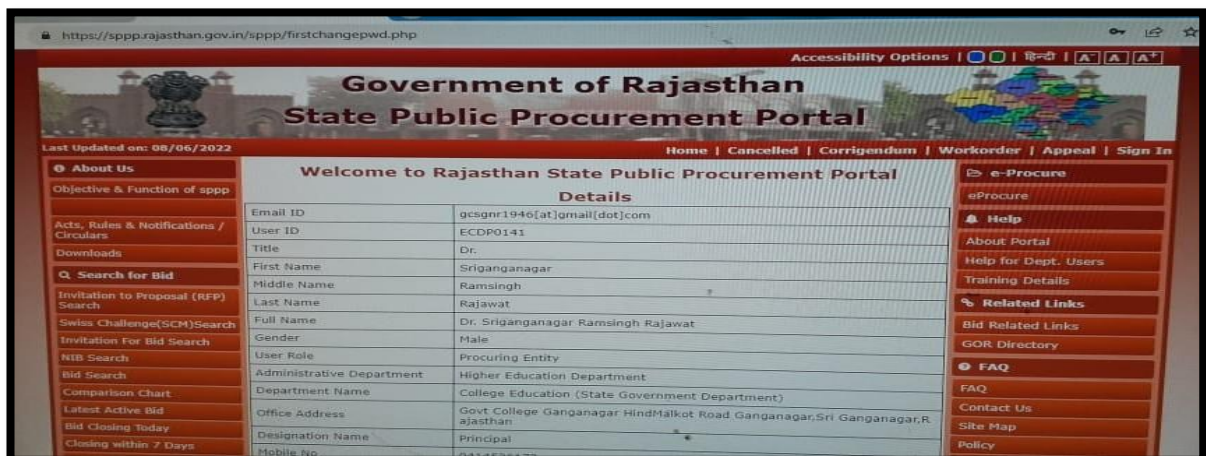 https://sppp.rajasthan.gov.in/sppp/firstchangepwd.php
Accessibility Options | | हिन्दी | A- A A+
Government of Rajasthan
State Public Procurement Portal
Last Updated on: 08/06/2022
Home | Cancelled | Corrigendum | Workorder | Appeal | Sign In
About Us
Objective & Function of sppp
Acts, Rules & Notifications /
Circulars
Downloads
Search for Bid
Invitation to Proposal (RFP)
Search
Swiss Challenge(SCM)Search
Invitation For Bid Search
NIB Search
Bid Search
Comparison Chart
Latest Active Bid
Bid Closing Today
Closing within 7 Days
Welcome to Rajasthan State Public Procurement Portal
Details
Email ID gcsgnr1946[at]gmail[dot]com
User ID ECDP0141
Title Dr.
First Name Sriganganagar
Middle Name Ramsingh
Last Name Rajawat
Full Name Dr. Sriganganagar Ramsingh Rajawat
Gender Male
User Role Procuring Entity
Administrative Department Higher Education Department
Department Name College Education (State Government Department)
Office Address Govt College Ganganagar HindMalkot Road Ganganagar,Sri Ganganagar,R
ajasthan
Designation Name Principal
Mobile No
e-Procure
eProcure
Help
About Portal
Help for Dept. Users
Training Details
Related Links
Bid Related Links
GOR Directory
FAQ
FAQ
Contact Us
Site Map
Policy